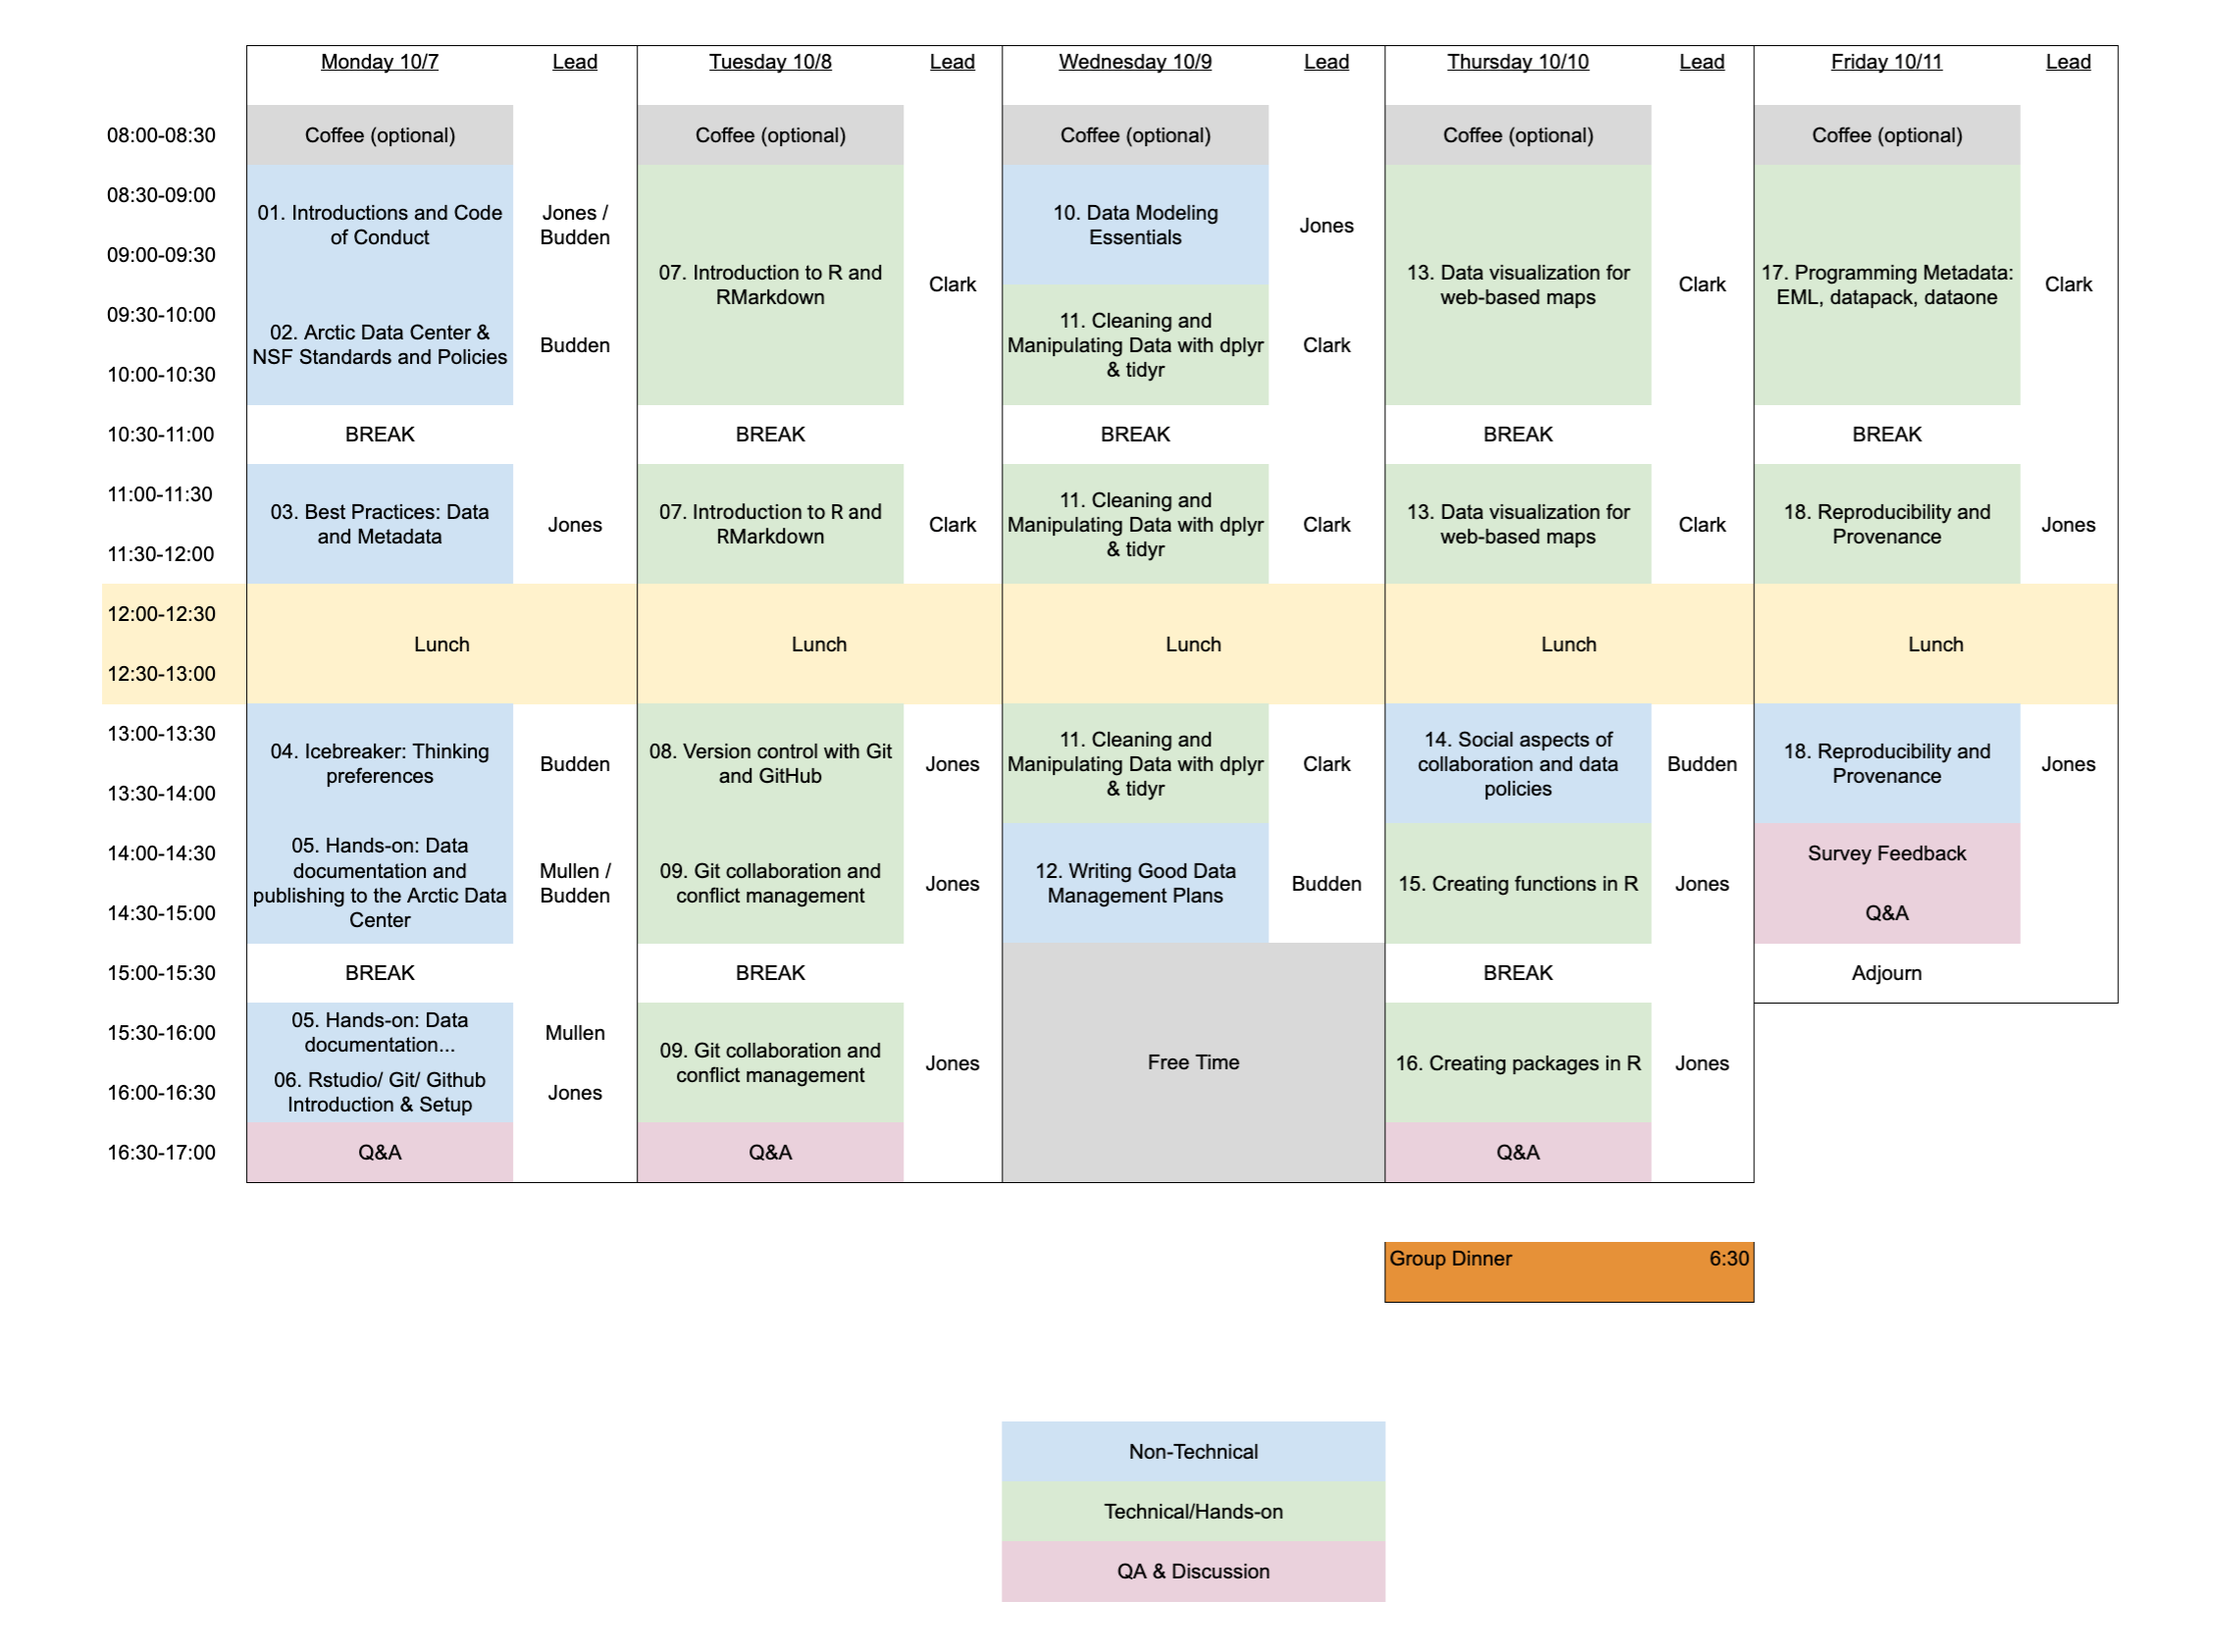 Monday 10/7 Lead Tuesday 10/8 Lead Wednesday 10/9 Lead Thursday 10/10 Lead Friday 10/11 Lead
08:00-08:30 Coffee (optional) Coffee (optional) Coffee (optional) Coffee (optional) Coffee (optional)
08:30-09:00
09:00-09:30
01. Introductions and Code
of Conduct
Jones /
Budden
07. Introduction to R and
RMarkdown
Clark
10. Data Modeling
Essentials
Jones
13. Data visualization for
web-based maps
Clark
17. Programming Metadata:
EML, datapack, dataone
Clark
09:30-10:00
10:00-10:30
02. Arctic Data Center &
NSF Standards and Policies
Budden
11. Cleaning and
Manipulating Data with dplyr
& tidyr
Clark
10:30-11:00 BREAK BREAK BREAK BREAK BREAK
11:00-11:30
11:30-12:00
03. Best Practices: Data
and Metadata
Jones
07. Introduction to R and
RMarkdown
Clark
11. Cleaning and
Manipulating Data with dplyr
& tidyr
Clark
13. Data visualization for
web-based maps
Clark
18. Reproducibility and
Provenance
Jones
12:00-12:30
12:30-13:00
Lunch Lunch Lunch Lunch Lunch
13:00-13:30
13:30-14:00
04. Icebreaker: Thinking
preferences
Budden
08. Version control with Git
and GitHub
Jones
11. Cleaning and
Manipulating Data with dplyr
& tidyr
Clark
14. Social aspects of
collaboration and data
policies
Budden
18. Reproducibility and
Provenance
Jones
14:00-14:30
14:30-15:00
05. Hands-on: Data
documentation and
publishing to the Arctic Data
Center
Mullen /
Budden
09. Git collaboration and
conflict management
Jones
12. Writing Good Data
Management Plans
Budden
15. Creating functions in R
Jones
Survey Feedback
Q&A
15:00-15:30 BREAK BREAK BREAK Adjourn
15:30-16:00
05. Hands-on: Data
documentation...
Mullen
16:00-16:30
06. Rstudio/ Git/ Github
Introduction & Setup
Jones
09. Git collaboration and
conflict management
Jones
Free Time
16. Creating packages in R
Jones
16:30-17:00 Q&A Q&A Q&A
Group Dinner 6:30
Non-Technical
Technical/Hands-on
QA & Discussion